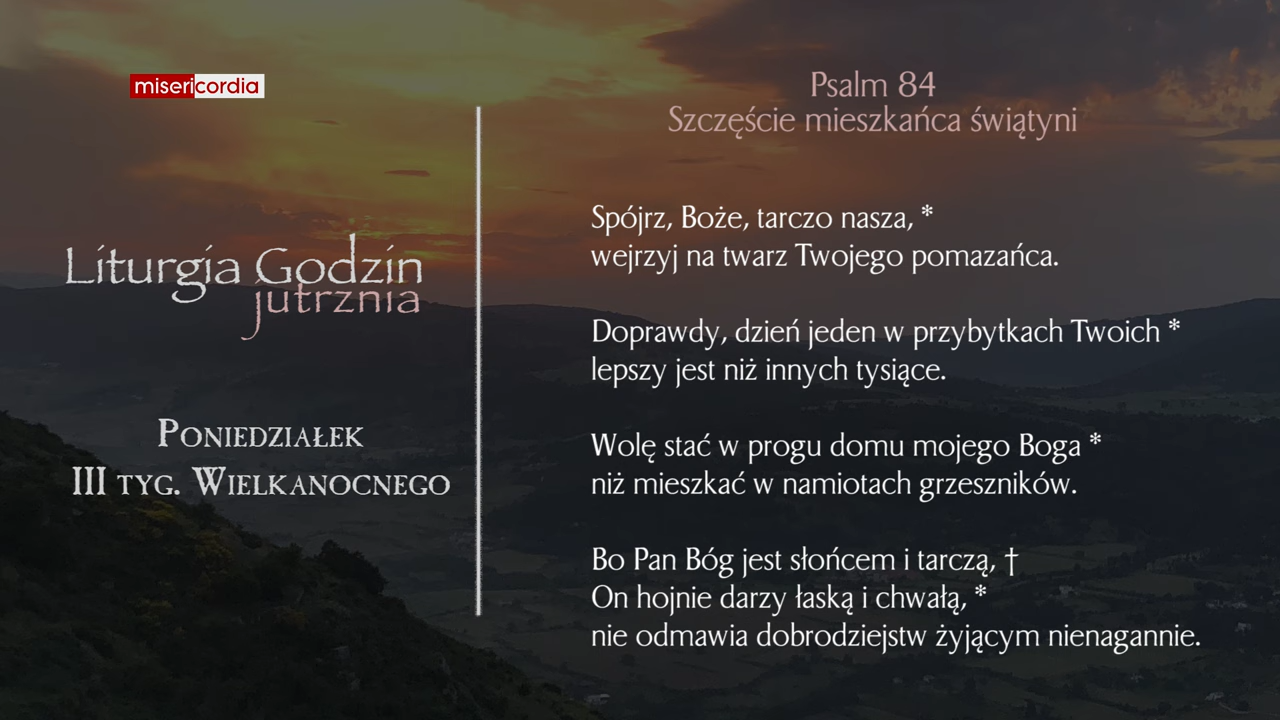 misericordia
Liturgia Godzin
jutrznia
Poniedziałek
III tyg. Wielkanocnego
Psalm 84
Szczęście mieszkańca świątyni
Spójrz, Boże, tarczo nasza, *
wejrzyj na twarz Twojego pomazańca.
Doprawdy, dzień jeden w przybytkach Twoich *
lepszy jest niż innych tysiące.
Wolę stać w progu domu mojego Boga *
niż mieszkać w namiotach grzeszników.
Bo Pan Bóg jest słońcem i tarczą, †
On hojnie darzy łaską i chwałą, *
nie odmawia dobrodziejstw żyjącym nienagannie.